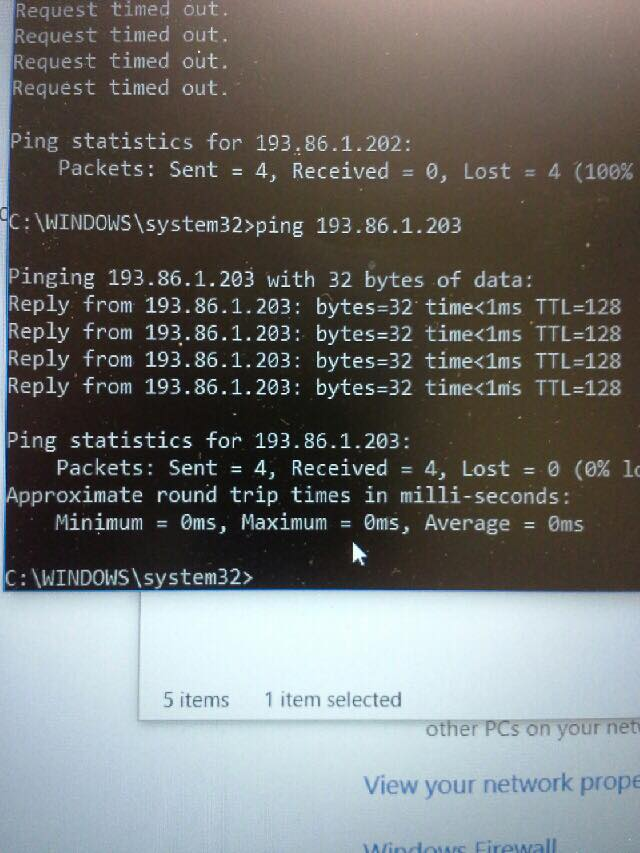 Request timed out.
Request timed out.
Request timed out.
Request timed out.
Ping statistics for 193.86.1.202:
Packets: Sent = 4, Received = 0, Lost = 4 (100%
C:\WINDOWS\system32>ping 193.86.1.203
Pinging 193.86.1.203 with 32 bytes of data:
Reply from 193.86.1.203: bytes=32 time<1ms TTL=128
Reply from 193.86.1.203: bytes=32 time<1ms TTL=128
Reply from 193.86.1.203: bytes=32 time<1ms TTL=128
Reply from 193.86.1.203: bytes=32 time<1ms TTL=128
Ping statistics for 193.86.1.203:
Packets: Sent = 4, Received = 4, Lost = 0 (0% lo
Approximate round trip times in milli-seconds:
Minimum = 0ms, Maximum = 0ms, Average = 0ms
C:\WINDOWS\system32>
5 items 1 item selected
other PCs on your net
View your network prope
Windows Firewall